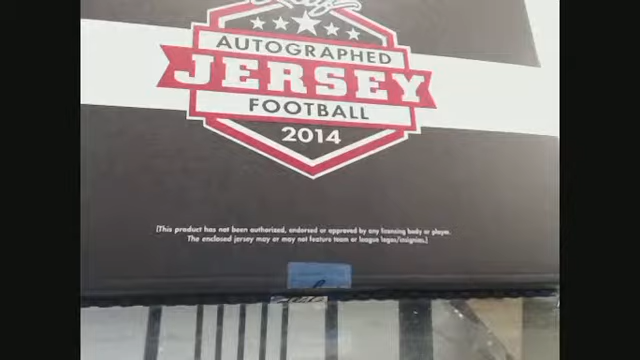 AUTOGRAPHED
JERSEY
FOOTBALL
2014
[This product has not been authorized, endorsed or approved by any licensing body or player.
The enclosed jersey may or may not feature team or league logos/insignias.]